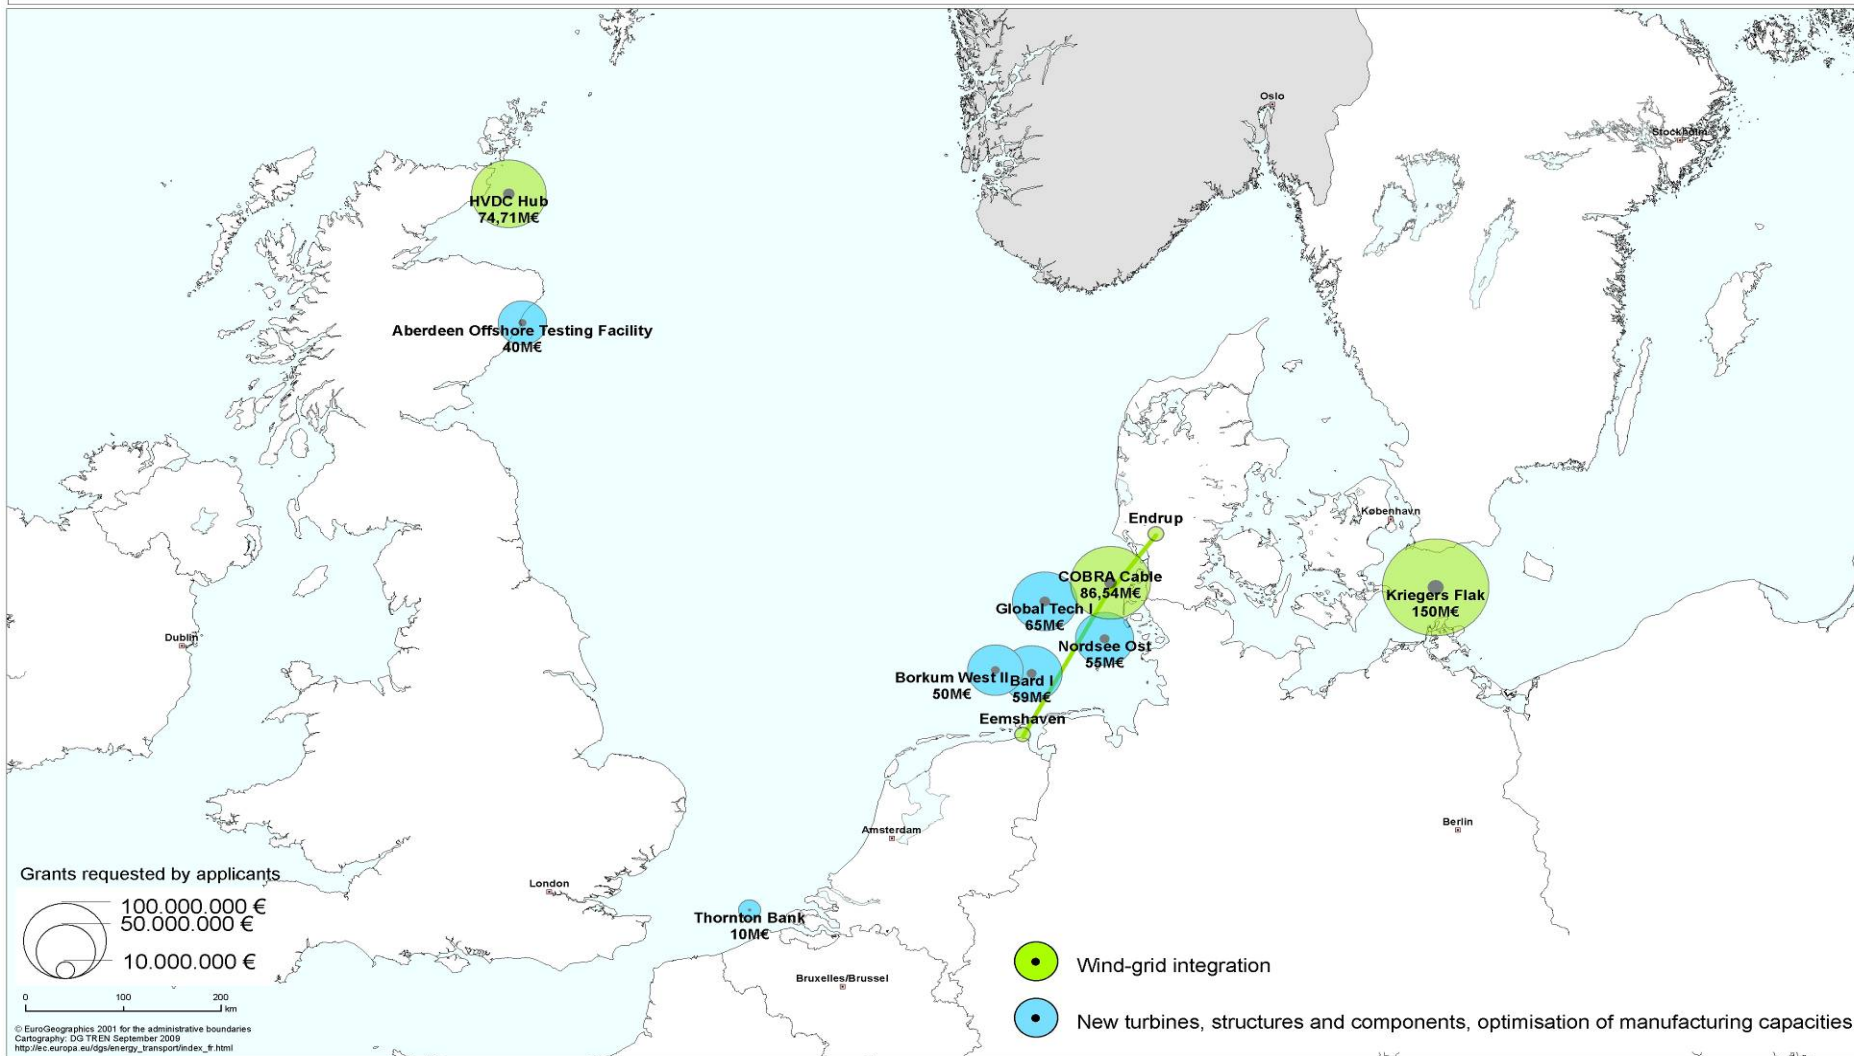 Oslo
Stockholm
HVDC Hub
74,71M€
Aberdeen Offshore Testing Facility
40M€
København
Endrup
COBRA Cable
86,54M€
Global Tech I
65M€
Kriegers Flak
150M€
Dublin
Nordsee Ost
55M€
Borkum West II
50M€
Bard I
59M€
Eemshaven
Amsterdam
Berlin
London
Thornton Bank
10M€
Bruxelles/Brussel
Grants requested by applicants
100.000.000 €
50.000.000 €
10.000.000 €
0 100 200
km
© EuroGeographics 2001 for the administrative boundaries
Cartography: DG TREN September 2009
http://ec.europa.eu/dgs/energy_transport/index_fr.html
Wind-grid integration
New turbines, structures and components, optimisation of manufacturing capacities